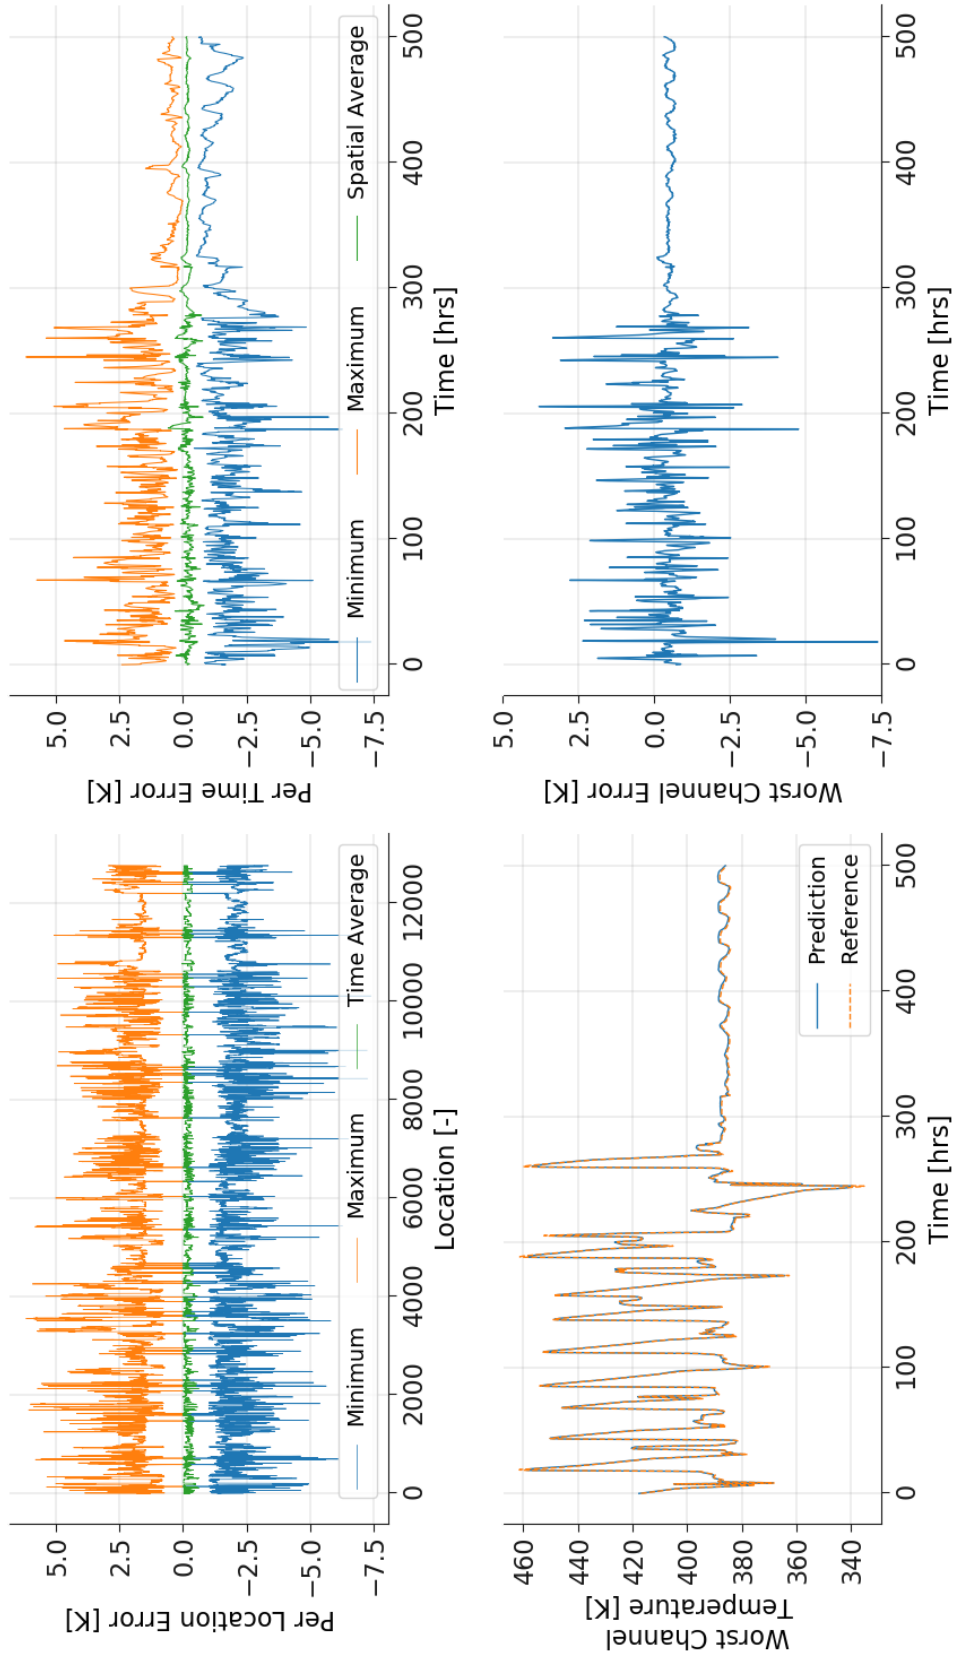 Per Location Error [K]
5.0
2.5
0.0
−2.5
−5.0
−7.5
0
2000
4000
6000
8000
10000
12000
Location [-]
Minimum
Maximum
Time Average
Per Time Error [K]
5.0
2.5
0.0
−2.5
−5.0
−7.5
0
100
200
300
400
500
Time [hrs]
Minimum
Maximum
Spatial Average
Worst Channel
Temperature [K]
460
440
420
400
380
360
340
0
100
200
300
400
500
Time [hrs]
Prediction
Reference
Worst Channel Error [K]
5.0
2.5
0.0
−2.5
−5.0
−7.5
0
100
200
300
400
500
Time [hrs]